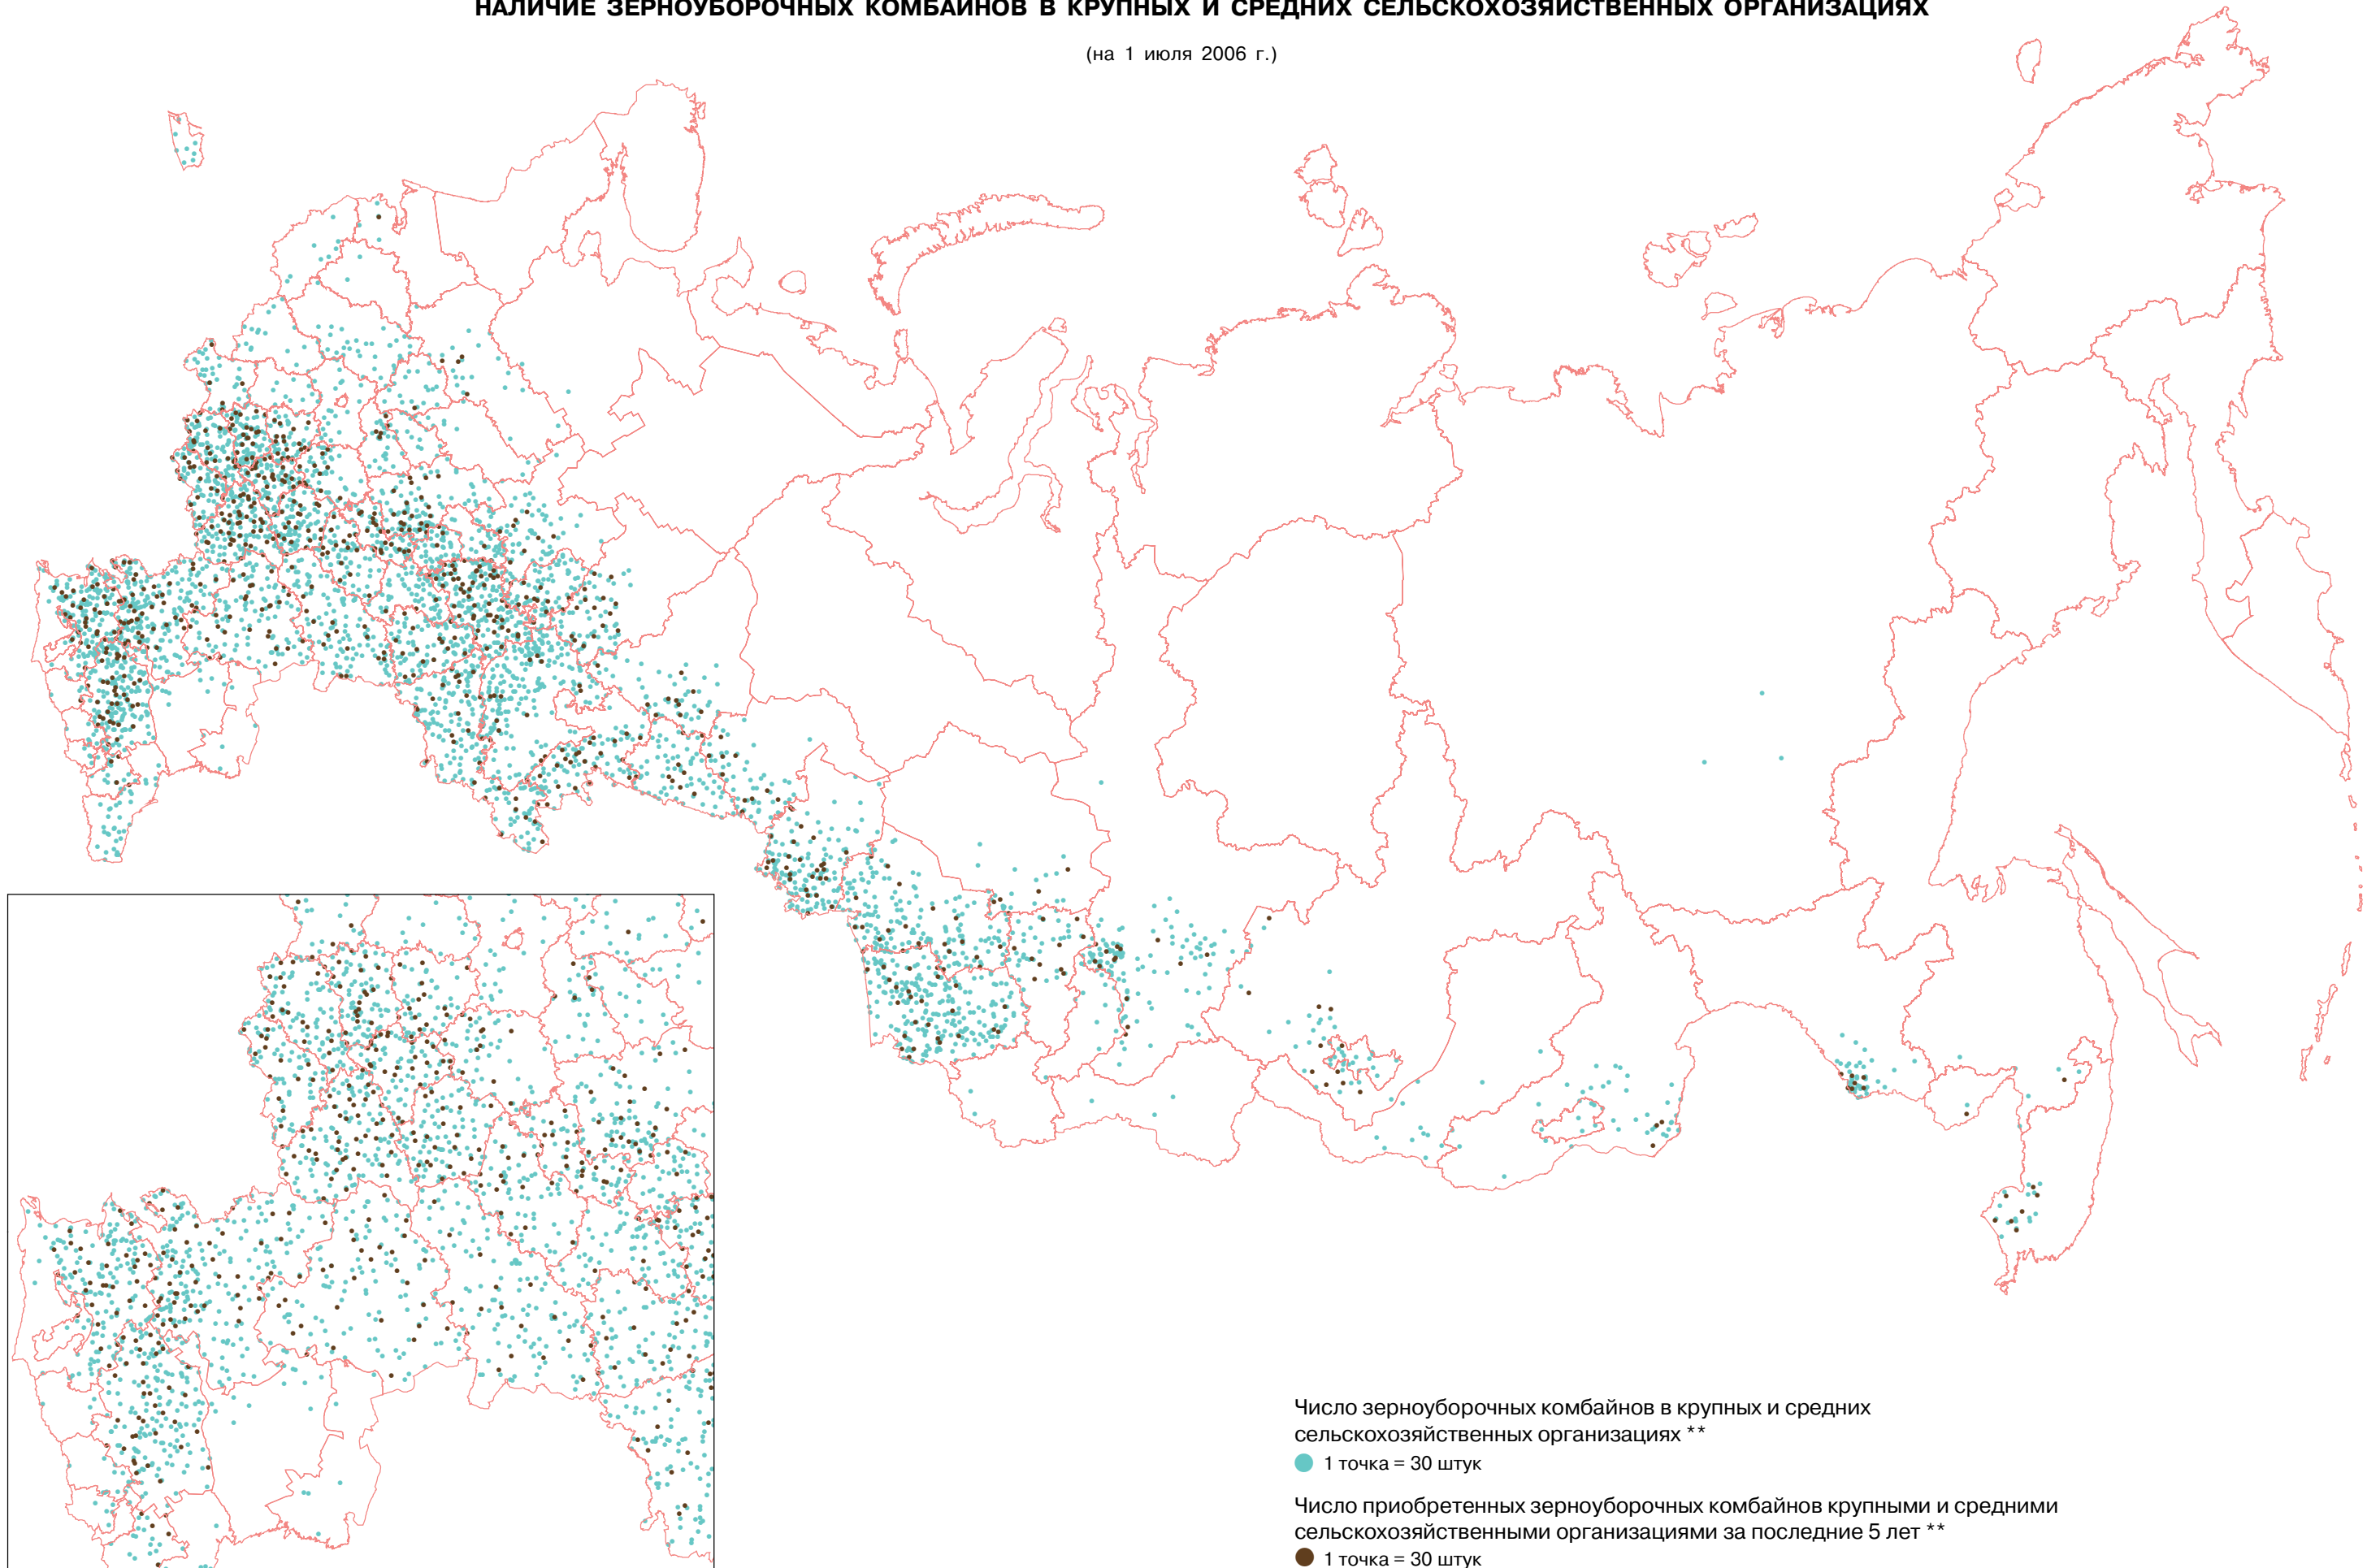 НАЛИЧИЕ ЗЕРНОУБОРОЧНЫХ КОМБАЙНОВ В КРУПНЫХ И СРЕДНИХ СЕЛЬСКОХОЗЯЙСТВЕННЫХ ОРГАНИЗАЦИЯХ
(на 1 июля 2006 г.)
Число зерноуборочных комбайнов в крупных и средних
сельскохозяйственных организациях **
1 точка = 30 штук
Число приобретенных зерноуборочных комбайнов крупными и средними
сельскохозяйственными организациями за последние 5 лет **
1 точка = 30 штук